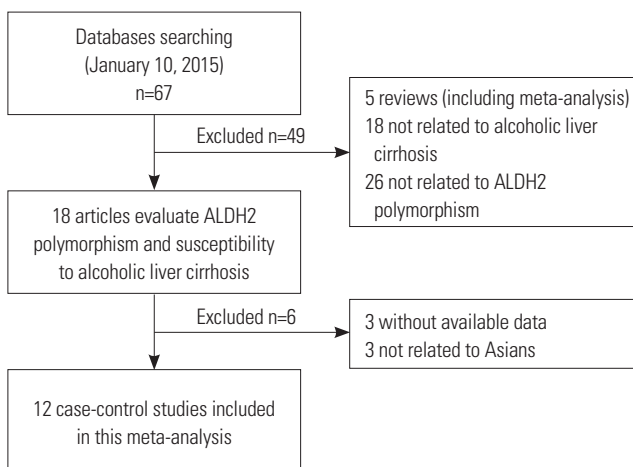 Databases searching
(January 10, 2015)
n=67
Excluded n=49
5 reviews (including meta-analysis)
18 not related to alcoholic liver
cirrhosis
26 not related to ALDH2
polymorphism
18 articles evaluate ALDH2
polymorphism and susceptibility
to alcoholic liver cirrhosis
Excluded n=6
3 without available data
3 not related to Asians
12 case-control studies included
in this meta-analysis